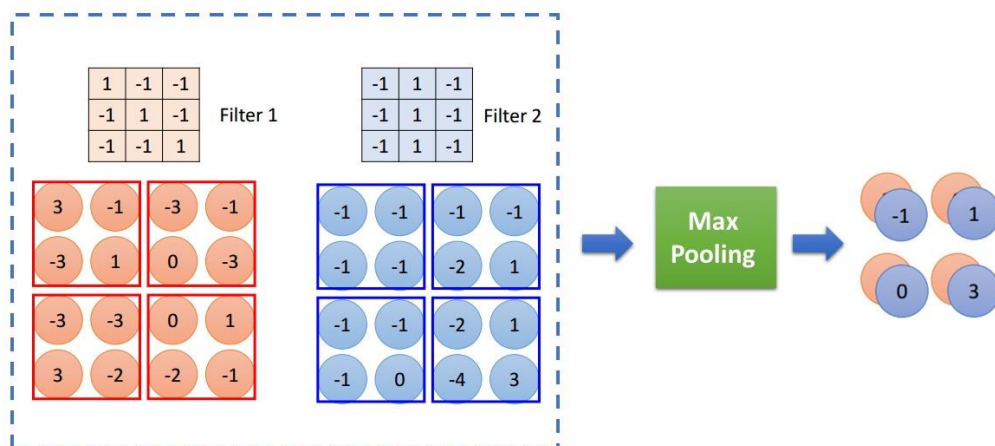 1 -1 -1
-1 1 -1
-1 -1 1
Filter 1
-1 1 -1
-1 1 -1
-1 1 -1
Filter 2
3 -1 -3 -1
-3 1 0 -3
-3 -3 0 1
3 -2 -2 -1
-1 -1 -1 -1
-1 -1 -2 1
-1 -1 -2 1
-1 0 -4 3
Max
Pooling
-1 1
0 3